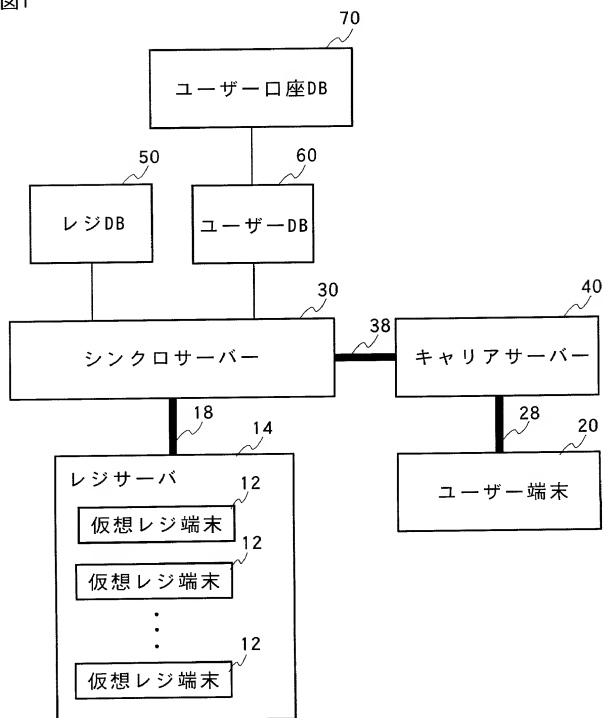 図1
70
ユーザー口座DB
50
60
レジDB
ユーザーDB
30
40
シンクロサーバー
38
キャリアサーバー
18
28
14
20
レジサーバ
ユーザー端末
12
仮想レジ端末
12
仮想レジ端末
12
仮想レジ端末